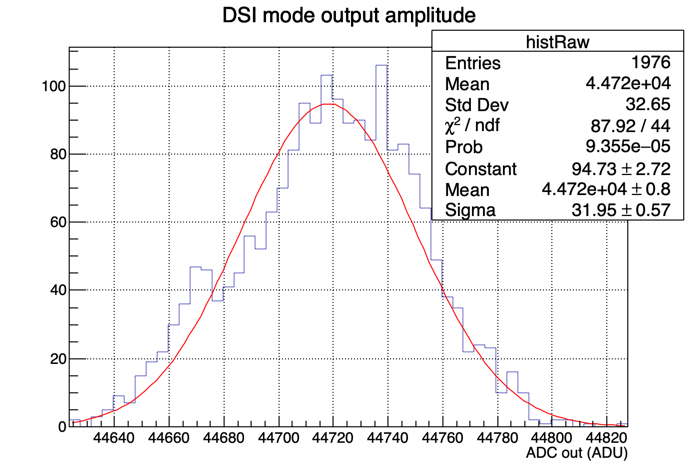 DSI mode output amplitude
histRaw
Entries 1976
Mean 4.472e+04
Std Dev 32.65
χ² / ndf 87.92 / 44
Prob 9.355e−05
Constant 94.73 ± 2.72
Mean 4.472e+04 ± 0.8
Sigma 31.95 ± 0.57
100
80
60
40
20
0
44640 44660 44680 44700 44720 44740 44760 44780 44800 44820
ADC out (ADU)